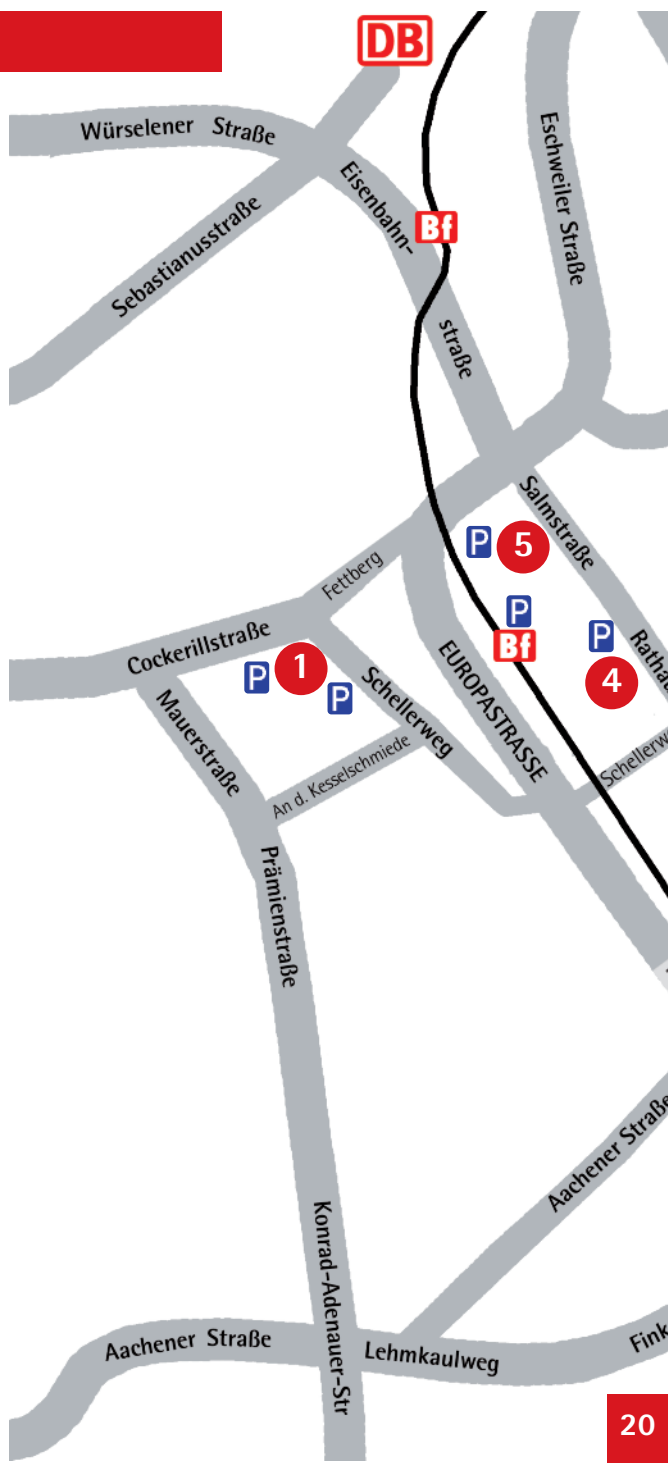 DB
Würselener Straße
Sebastianusstraße
Eisenbahn-
straße
Bf
Eschweiler Straße
Salmstraße
P
5
Fettberg
P
Bf
P
4
Cockerillstraße
P
1
P
Schellerweg
EUROPASTRASSE
Mauerstraße
An d. Kesselschmiede
Prämienstraße
Aachener Straße
Konrad-Adenauer-Str
Aachener Straße
Lehmkaulweg
20